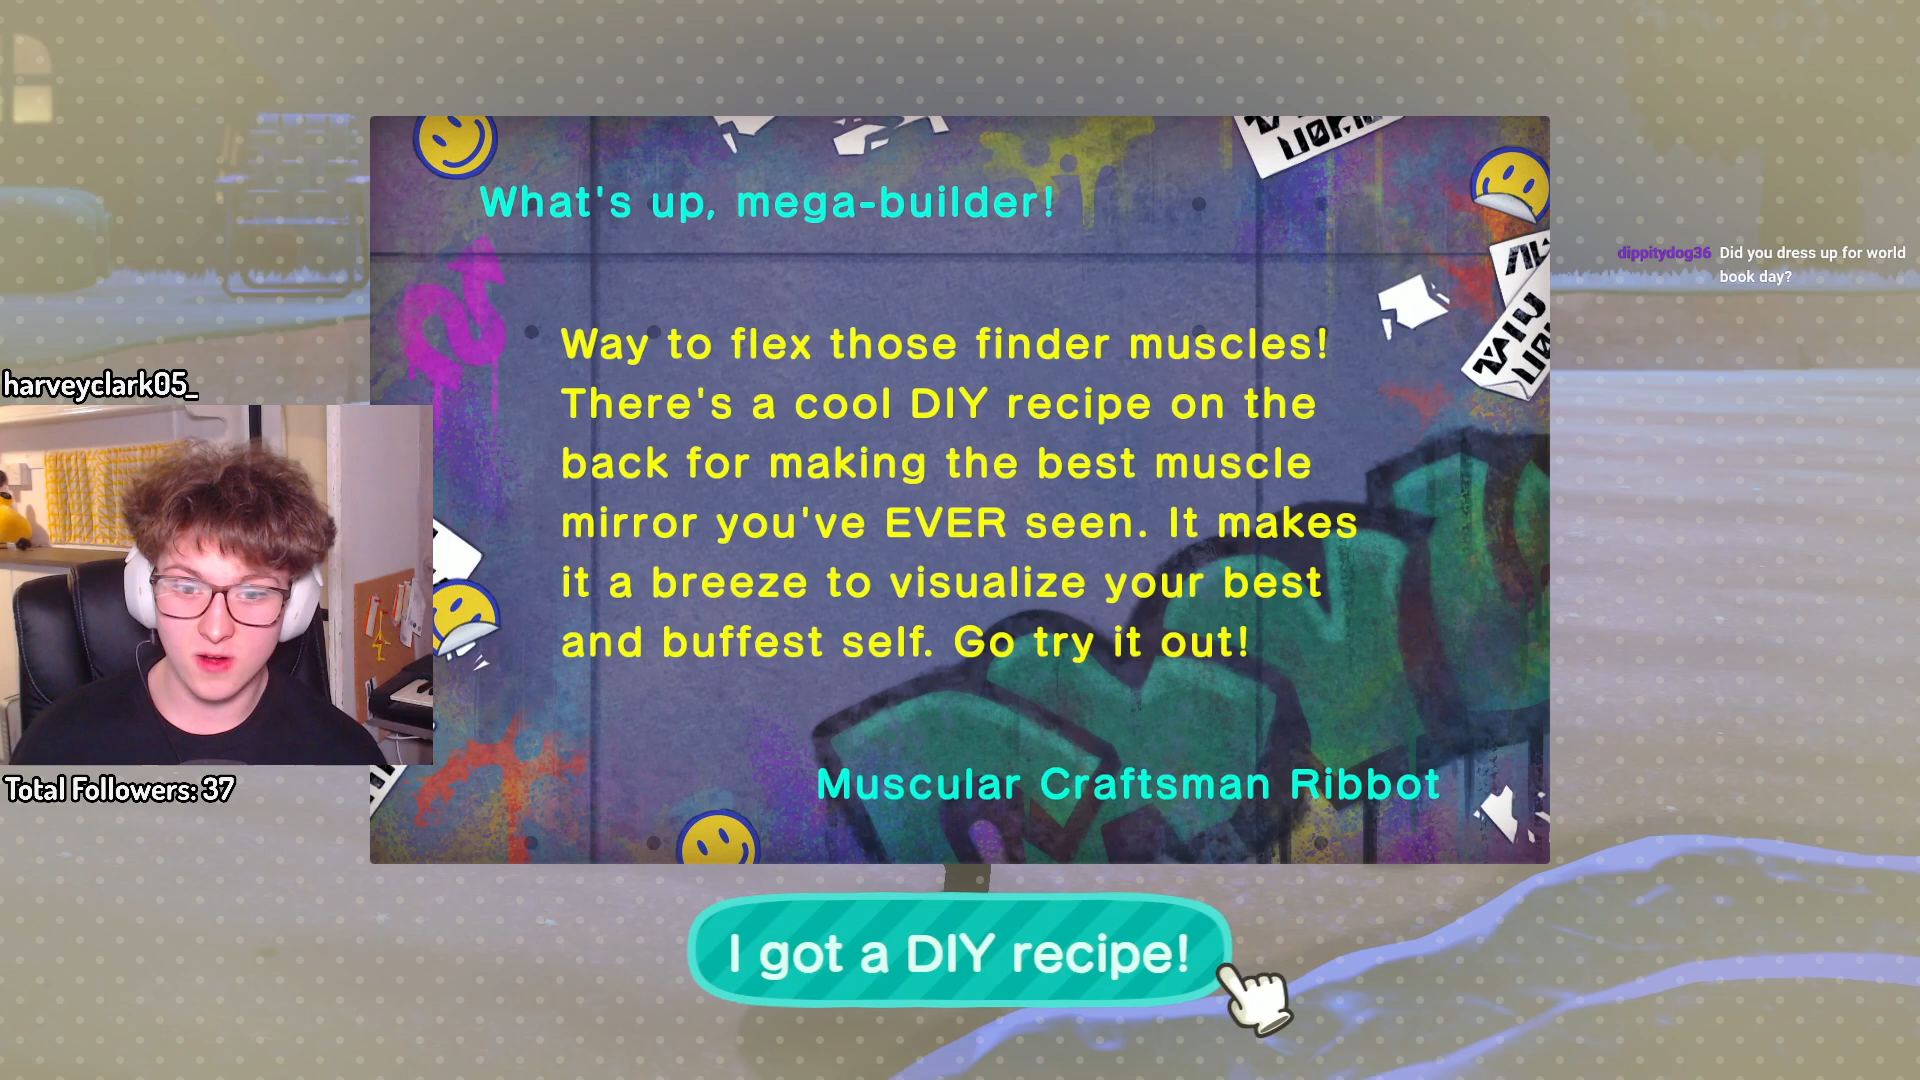 What's up, mega-builder!
dippitydog36 Did you dress up for world
book day?
Way to flex those finder muscles!
There's a cool DIY recipe on the
back for making the best muscle
mirror you've EVER seen. It makes
it a breeze to visualize your best
and buffest self. Go try it out!
harveyclark05_
Total Followers: 37
Muscular Craftsman Ribbot
I got a DIY recipe!